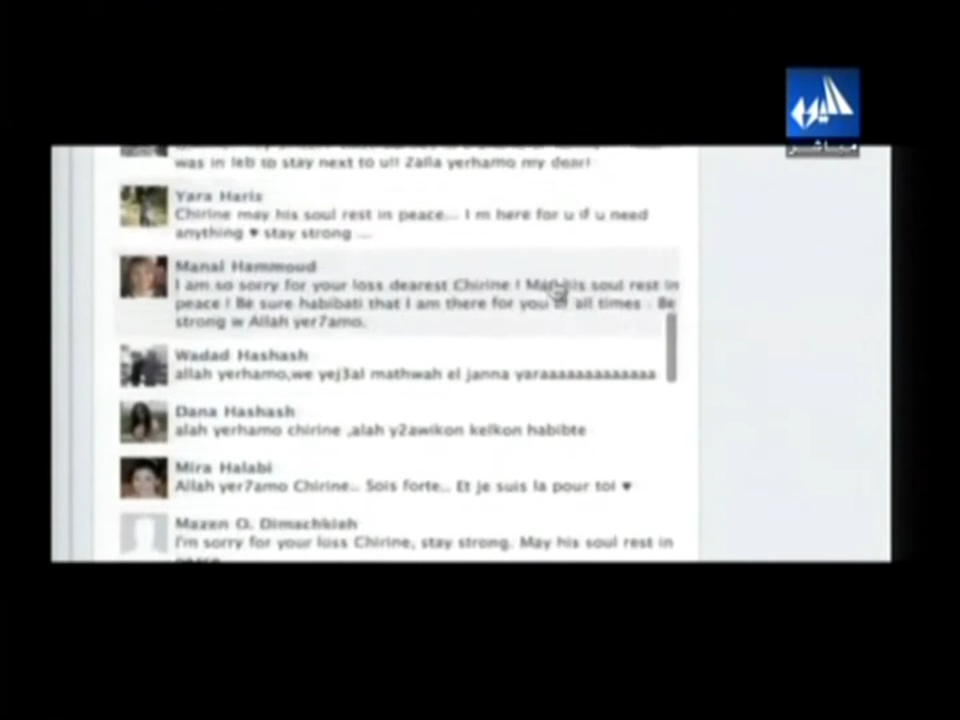 مباشر
was in leb to stay next to u!! Zalla yerhamo my dear!
Yara Haris
Chirine may his soul rest in peace... I m here for u if u need
anything ♥ stay strong ...
Manal Hammoud
I am so sorry for your loss dearest Chirine ! May his soul rest in
peace ! Be sure habibati that I am there for you at all times . Be
strong w Allah yer7amo.
Wadad Hashash
allah yerhamo,we yej3al mathwah el janna yaraaaaaaaaaaaaa
Dana Hashash
alah yerhamo chirine ,alah y2awikon kelkon habibte
Mira Halabi
Allah yer7amo Chirine.. Sois forte.. Et je suis la pour toi ♥
Mazen O. Dimachkiah
I'm sorry for your loss Chirine, stay strong. May his soul rest in
peace